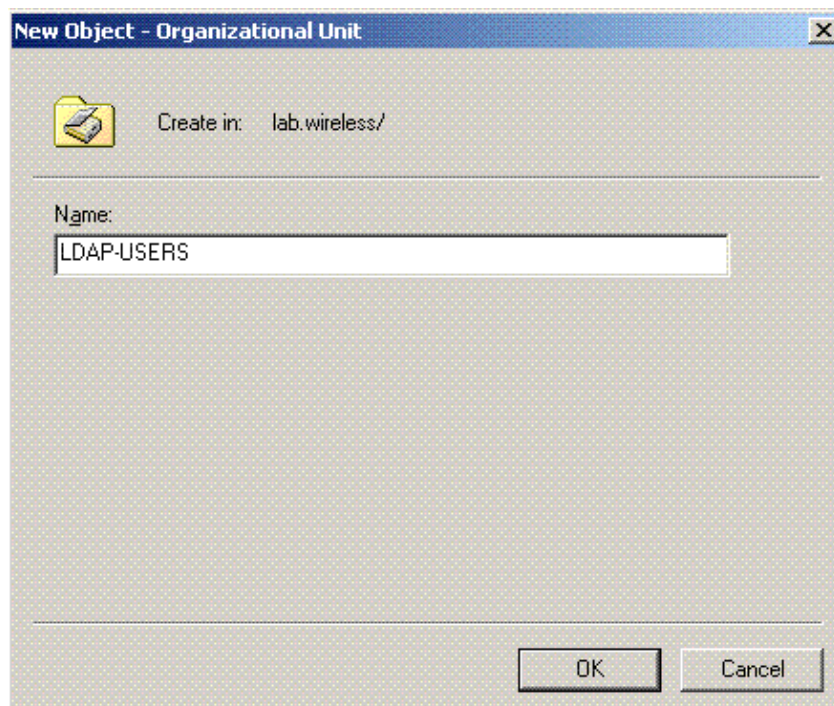 New Object - Organizational Unit
Create in: lab.wireless/
Name:
LDAP-USERS
OK Cancel